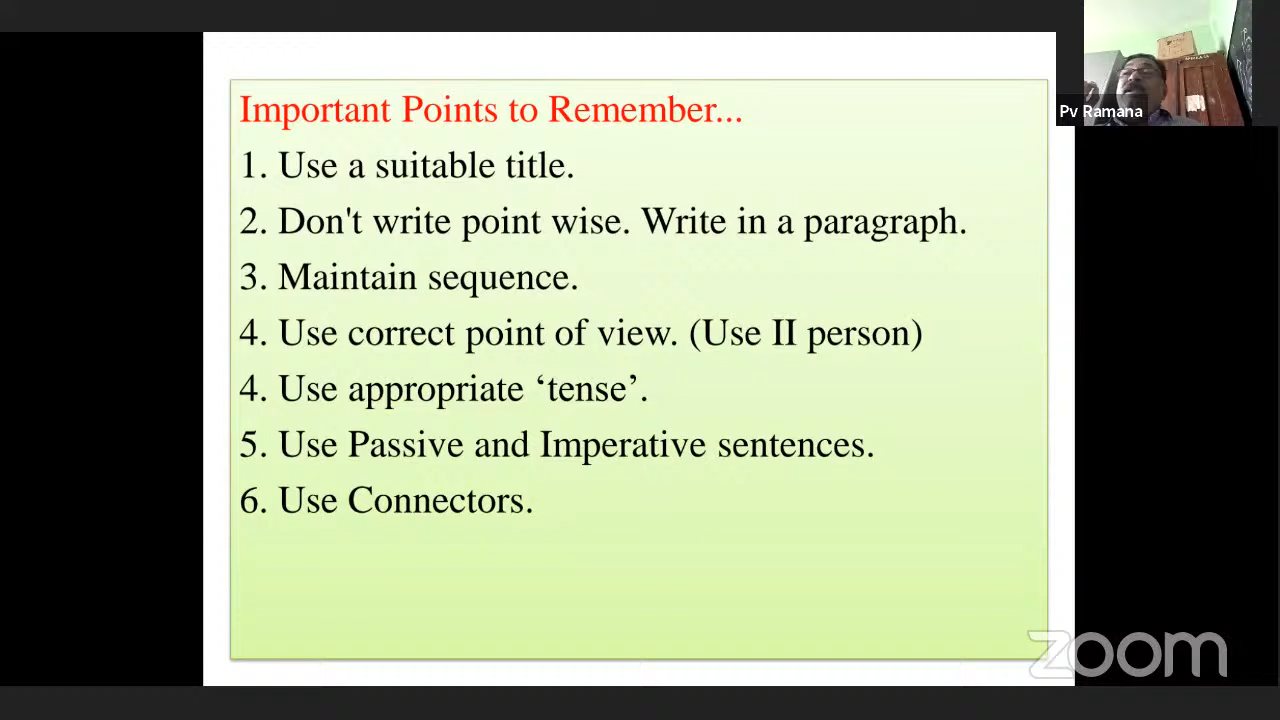 Important Points to Remember...
1. Use a suitable title.
2. Don't write point wise. Write in a paragraph.
3. Maintain sequence.
4. Use correct point of view. (Use II person)
4. Use appropriate ‘tense’.
5. Use Passive and Imperative sentences.
6. Use Connectors.
Pv Ramana
zoom